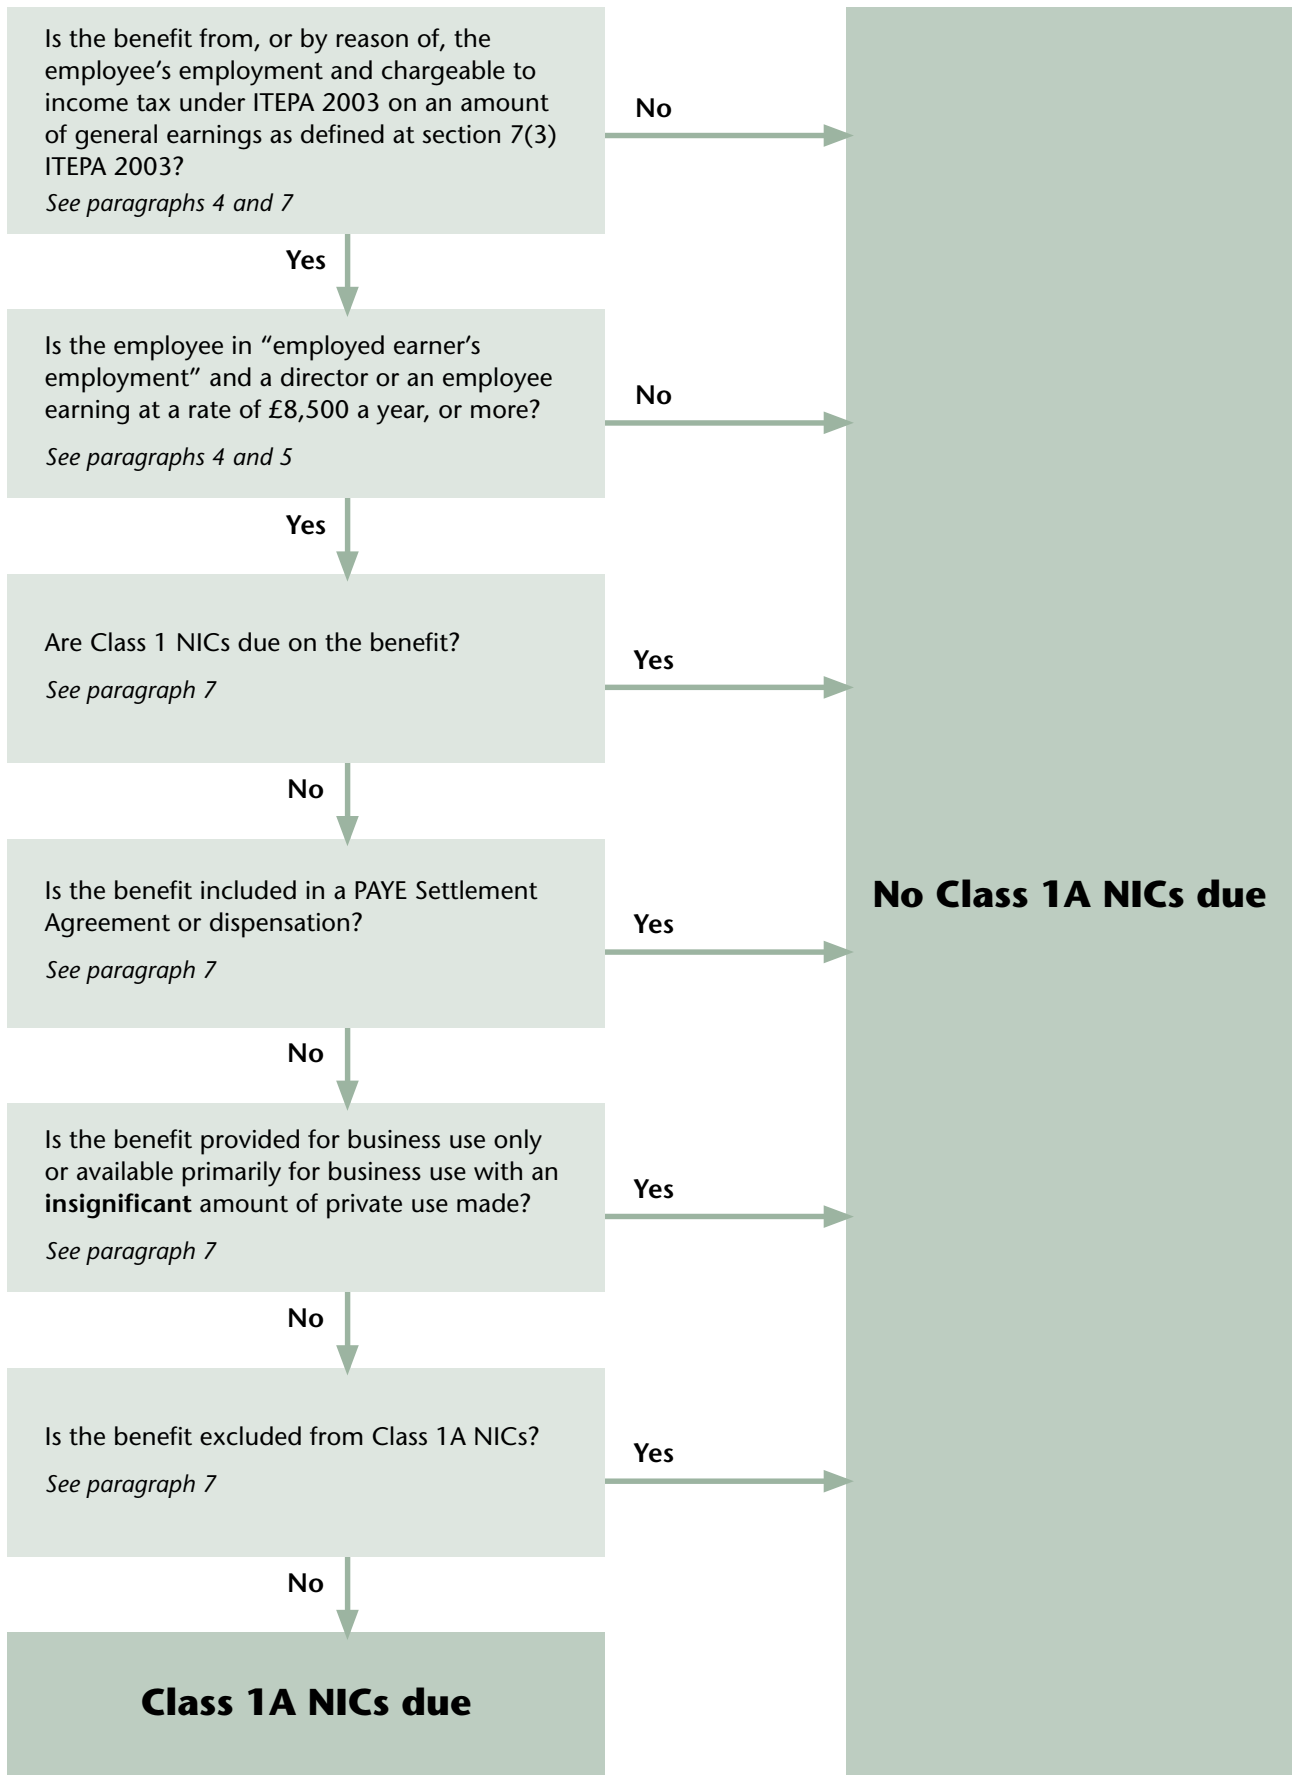 Is the benefit from, or by reason of, the
employee’s employment and chargeable to
income tax under ITEPA 2003 on an amount
of general earnings as defined at section 7(3)
ITEPA 2003?
See paragraphs 4 and 7
No
Yes
Is the employee in “employed earner’s
employment” and a director or an employee
earning at a rate of £8,500 a year, or more?
See paragraphs 4 and 5
No
Yes
Are Class 1 NICs due on the benefit?
See paragraph 7
Yes
No
Is the benefit included in a PAYE Settlement
Agreement or dispensation?
See paragraph 7
Yes
No Class 1A NICs due
No
Is the benefit provided for business use only
or available primarily for business use with an
insignificant amount of private use made?
See paragraph 7
Yes
No
Is the benefit excluded from Class 1A NICs?
See paragraph 7
Yes
No
Class 1A NICs due